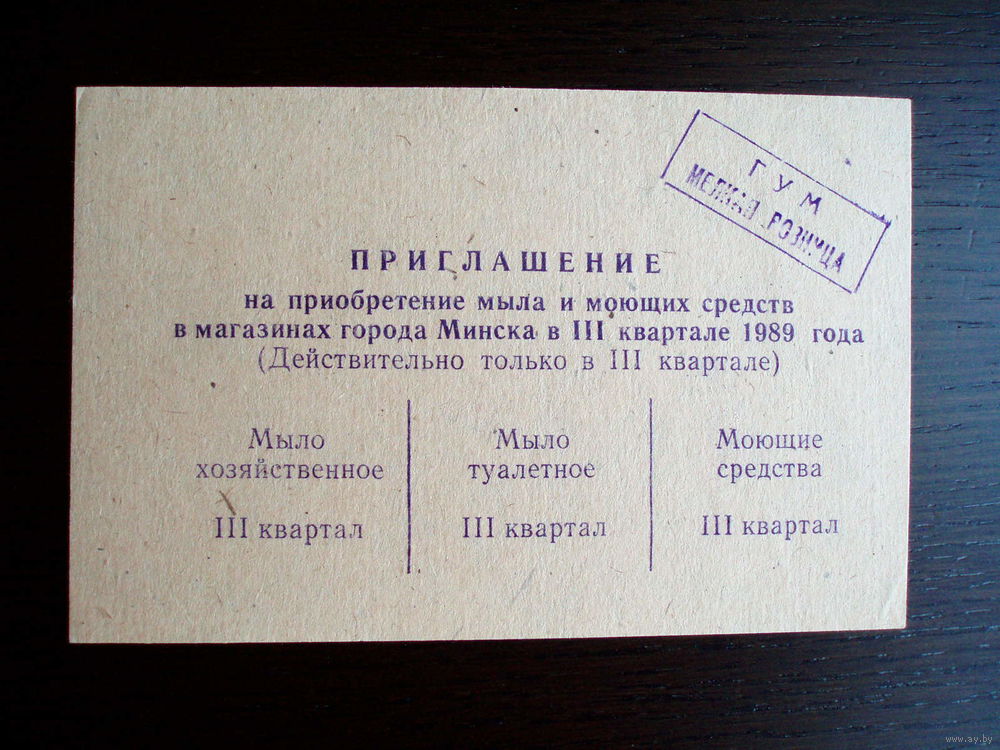 ГУМ
МЕЛКАЯ РОЗНИЦА
ПРИГЛАШЕНИЕ
на приобретение мыла и моющих средств
в магазинах города Минска в III квартале 1989 года
(Действительно только в III квартале)
Мыло
хозяйственное
III квартал
Мыло
туалетное
III квартал
Моющие
средства
III квартал
www.ay.by